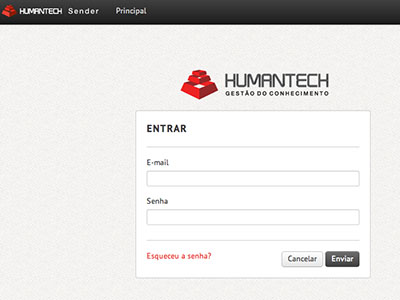 HUMANTECH Sender Principal
HUMANTECH
GESTÃO DO CONHECIMENTO
ENTRAR
E-mail
Senha
Esqueceu a senha? Cancelar Enviar